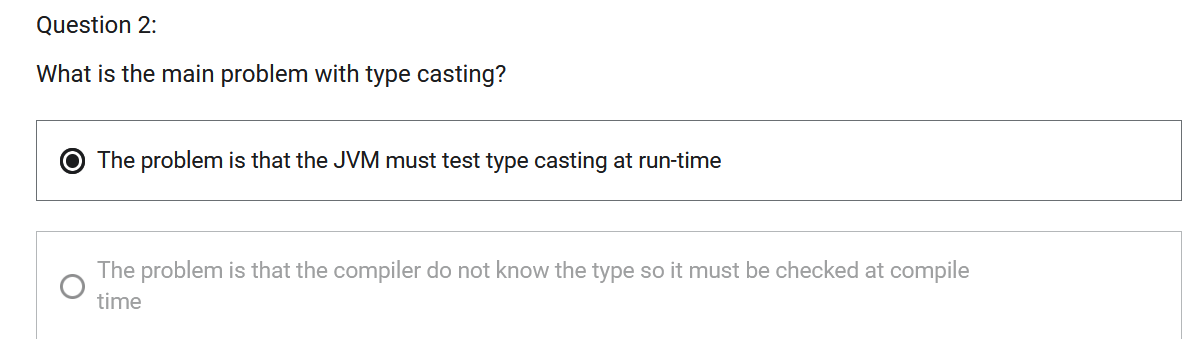 Question 2:
What is the main problem with type casting?
The problem is that the JVM must test type casting at run-time
The problem is that the compiler do not know the type so it must be checked at compile
time